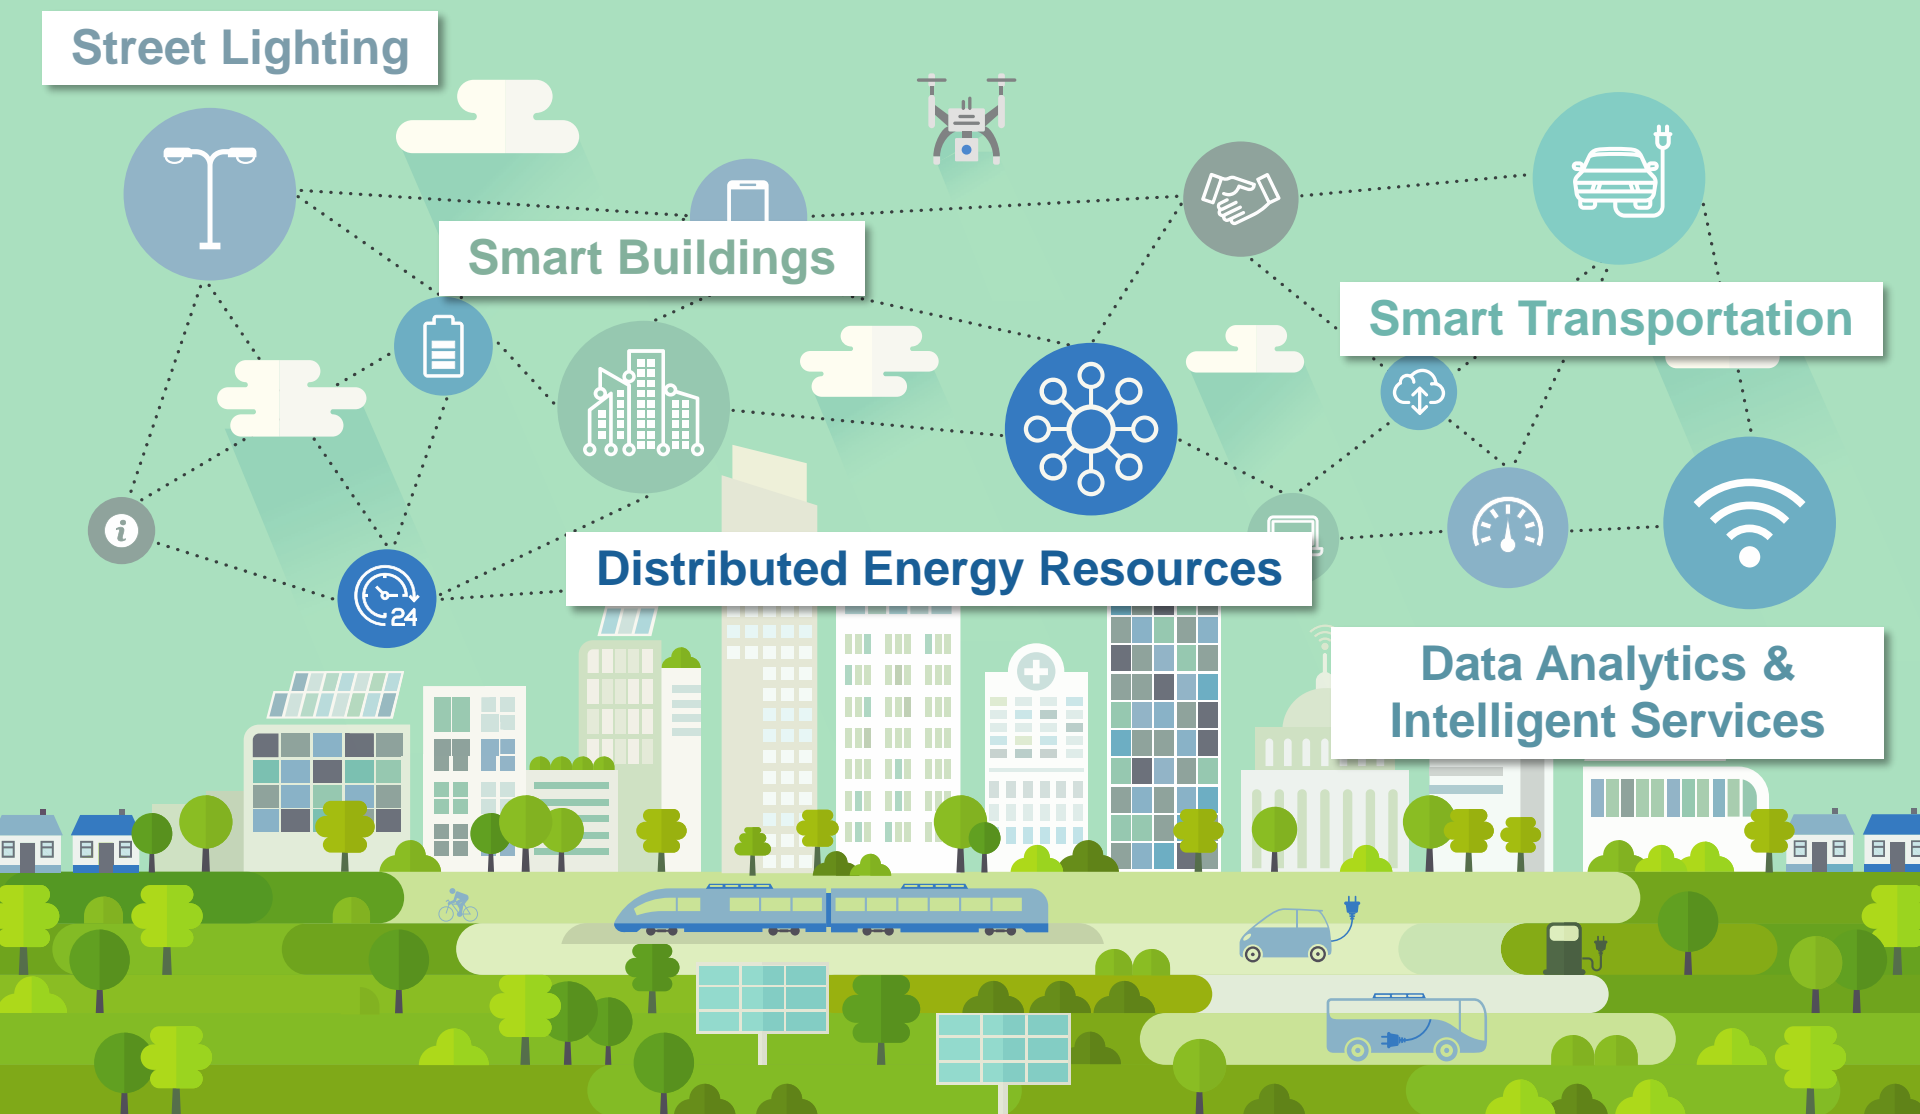 Street Lighting
Smart Buildings
Smart Transportation
i
Distributed Energy Resources
24
Data Analytics &
Intelligent Services